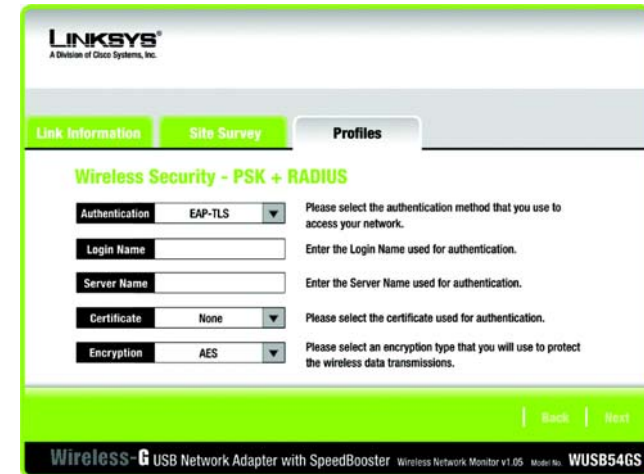 LINKSYS®
A Division of Cisco Systems, Inc.
Link Information
Site Survey
Profiles
Wireless Security - PSK + RADIUS
Authentication EAP-TLS Please select the authentication method that you use to
access your network.
Login Name Enter the Login Name used for authentication.
Server Name Enter the Server Name used for authentication.
Certificate None Please select the certificate used for authentication.
Encryption AES Please select an encryption type that you will use to protect
the wireless data transmissions.
Back Next
Wireless-G USB Network Adapter with SpeedBooster Wireless Network Monitor v1.05 Model No. WUSB54GS